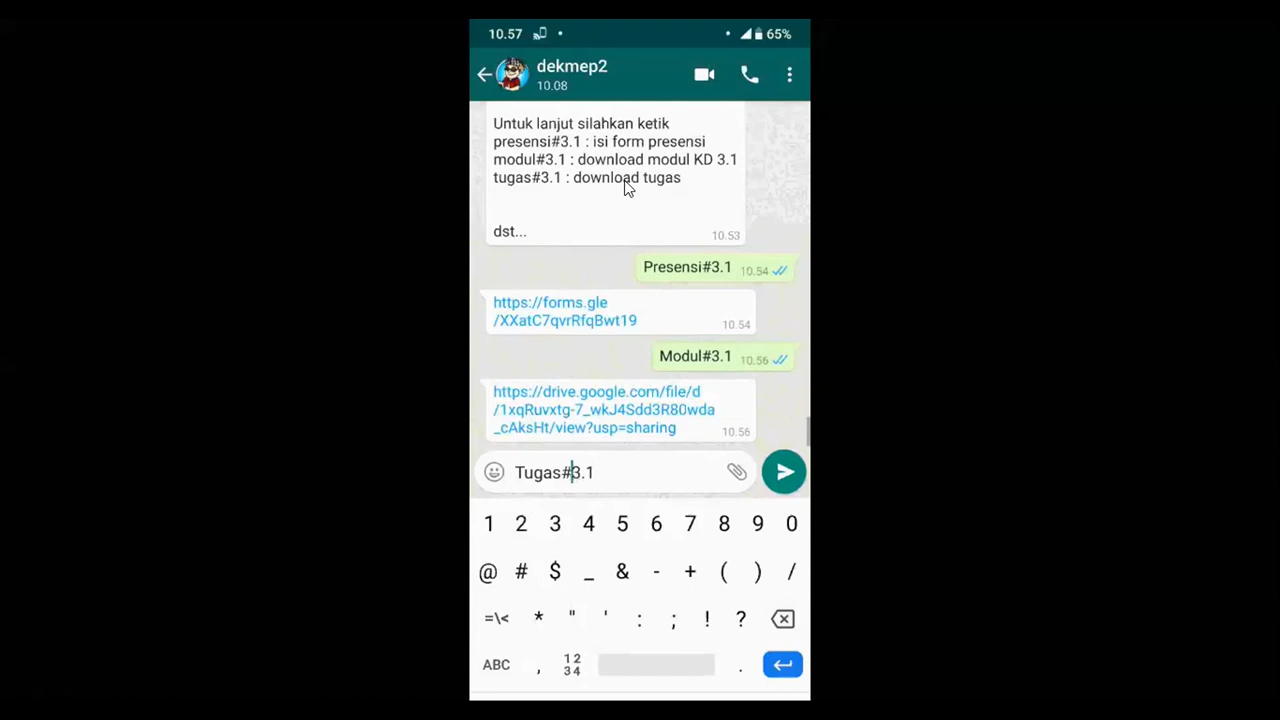 10.57 65%
dekmep2
10.08
Untuk lanjut silahkan ketik
presensi#3.1 : isi form presensi
modul#3.1 : download modul KD 3.1
tugas#3.1 : download tugas
dst...
10.53
Presensi#3.1 10.54
https://forms.gle
/XXatC7qvrRfqBwt19
10.54
Modul#3.1 10.56
https://drive.google.com/file/d
/1xqRuvxtg-7_wkJ4Sdd3R80wda
_cAksHt/view?usp=sharing
10.56
Tugas#3.1
1 2 3 4 5 6 7 8 9 0
@ # $ _ & - + ( ) /
=\< * " ' : ; ! ?
ABC , 12 .
34